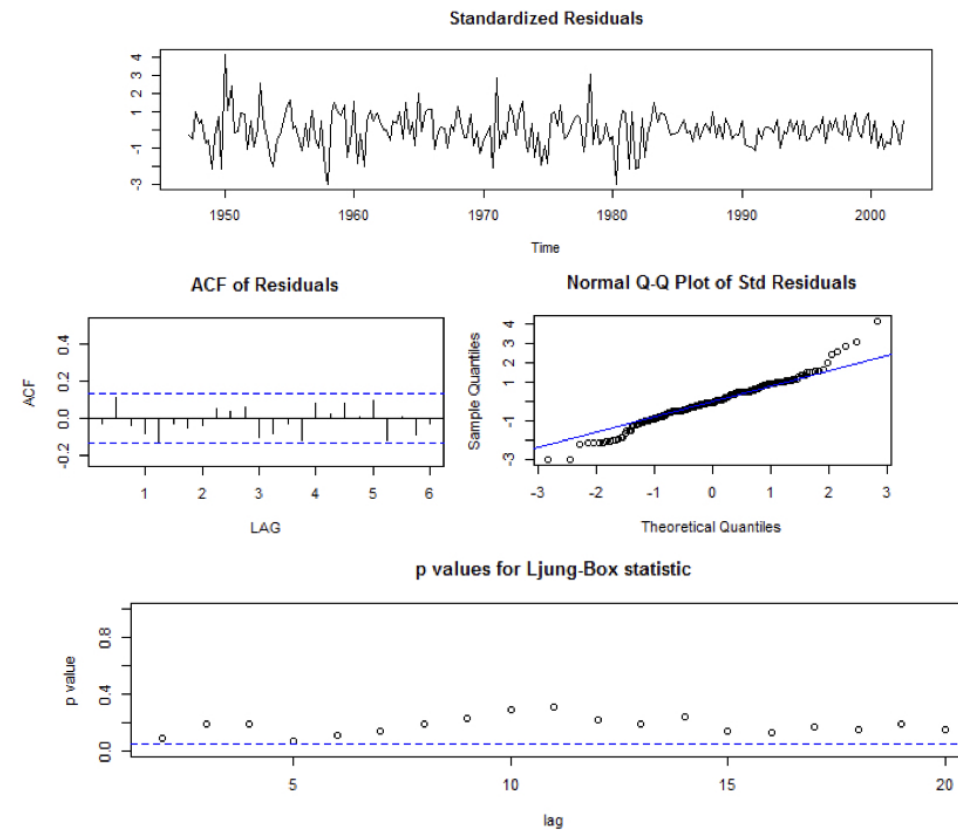 Standardized Residuals
4
3
1
-1
-3
1950 1960 1970 1980 1990 2000
Time
ACF of Residuals
ACF
0.4
0.2
0.0
-0.2
1 2 3 4 5 6
LAG
Normal Q-Q Plot of Std Residuals
Sample Quantiles
4
3
1
-1
-3
-3 -2 -1 0 1 2 3
Theoretical Quantiles
p values for Ljung-Box statistic
p value
0.8
0.4
0.0
5 10 15 20
lag